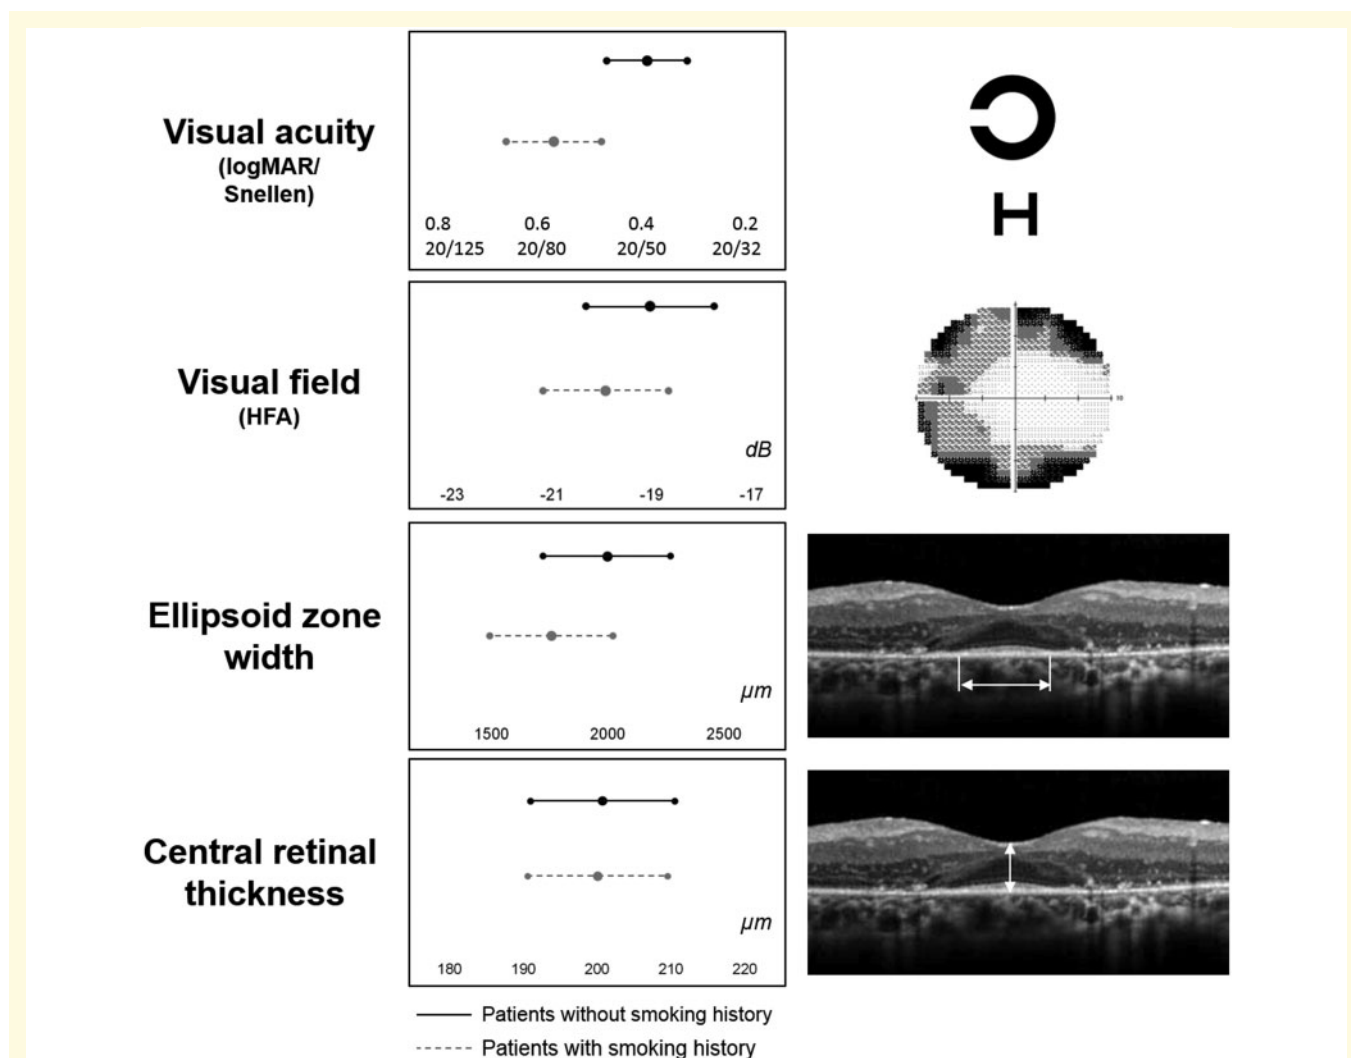 Visual acuity
(logMAR/
Snellen)
0.8 0.6 0.4 0.2
20/125 20/80 20/50 20/32
H
Visual field
(HFA)
dB
-23 -21 -19 -17
10
Ellipsoid zone
width
μm
1500 2000 2500
Central retinal
thickness
μm
180 190 200 210 220
Patients without smoking history
Patients with smoking history